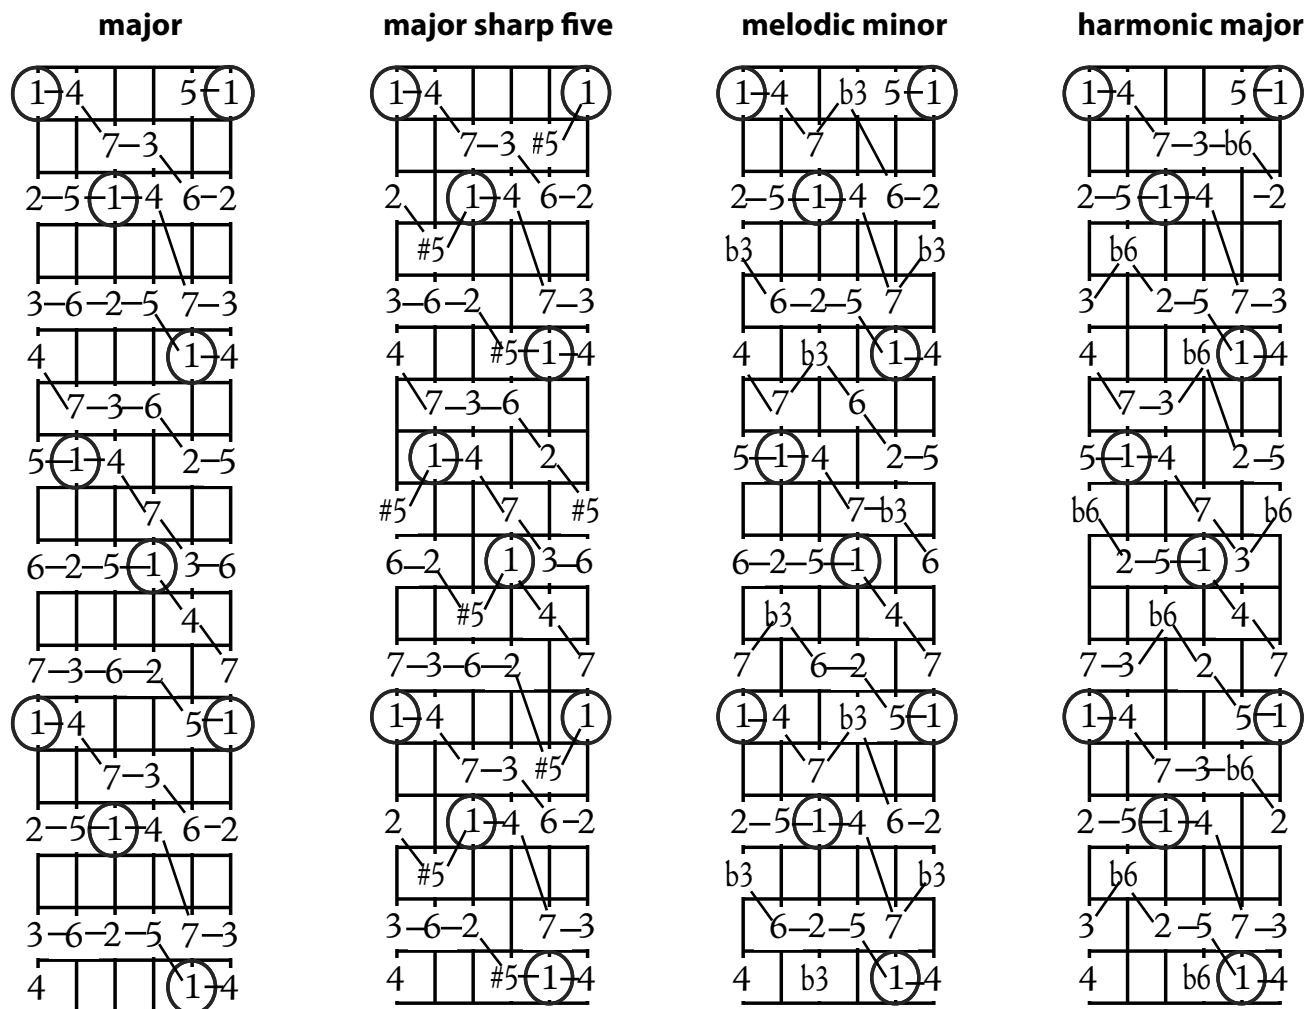 major major sharp five melodic minor harmonic major
1 4 5 1 1 4 1 1 4 b3 5 1 1 4 5 1
7 3 7 3 #5 7 7 3 b6
2 5 1 4 6 2 2 1 4 6 2 2 5 1 4 6 2 2 5 1 4 2
#5 b3 b3 b6
3 6 2 5 7 3 3 6 2 7 3 6 2 5 7 3 2 5 7 3
4 1 4 4 #5 1 4 4 b3 1 4 4 b6 1 4
7 3 6 7 3 6 7 6 7 3
5 1 4 2 5 1 4 2 5 1 4 2 5 5 1 4 2 5
7 #5 7 #5 7 b3 b6 7 b6
6 2 5 1 3 6 6 2 1 3 6 6 2 5 1 6 2 5 1 3
4 #5 4 b3 4 b6 4
7 3 6 2 7 7 3 6 2 7 7 6 2 7 7 3 2 7
1 4 5 1 1 4 1 1 4 b3 5 1 1 4 5 1
7 3 7 3 #5 7 7 3 b6
2 5 1 4 6 2 2 1 4 6 2 2 5 1 4 6 2 2 5 1 4 2
#5 b3 b3 b6
3 6 2 5 7 3 3 6 2 7 3 6 2 5 7 3 2 5 7 3
4 1 4 4 #5 1 4 4 b3 1 4 4 b6 1 4